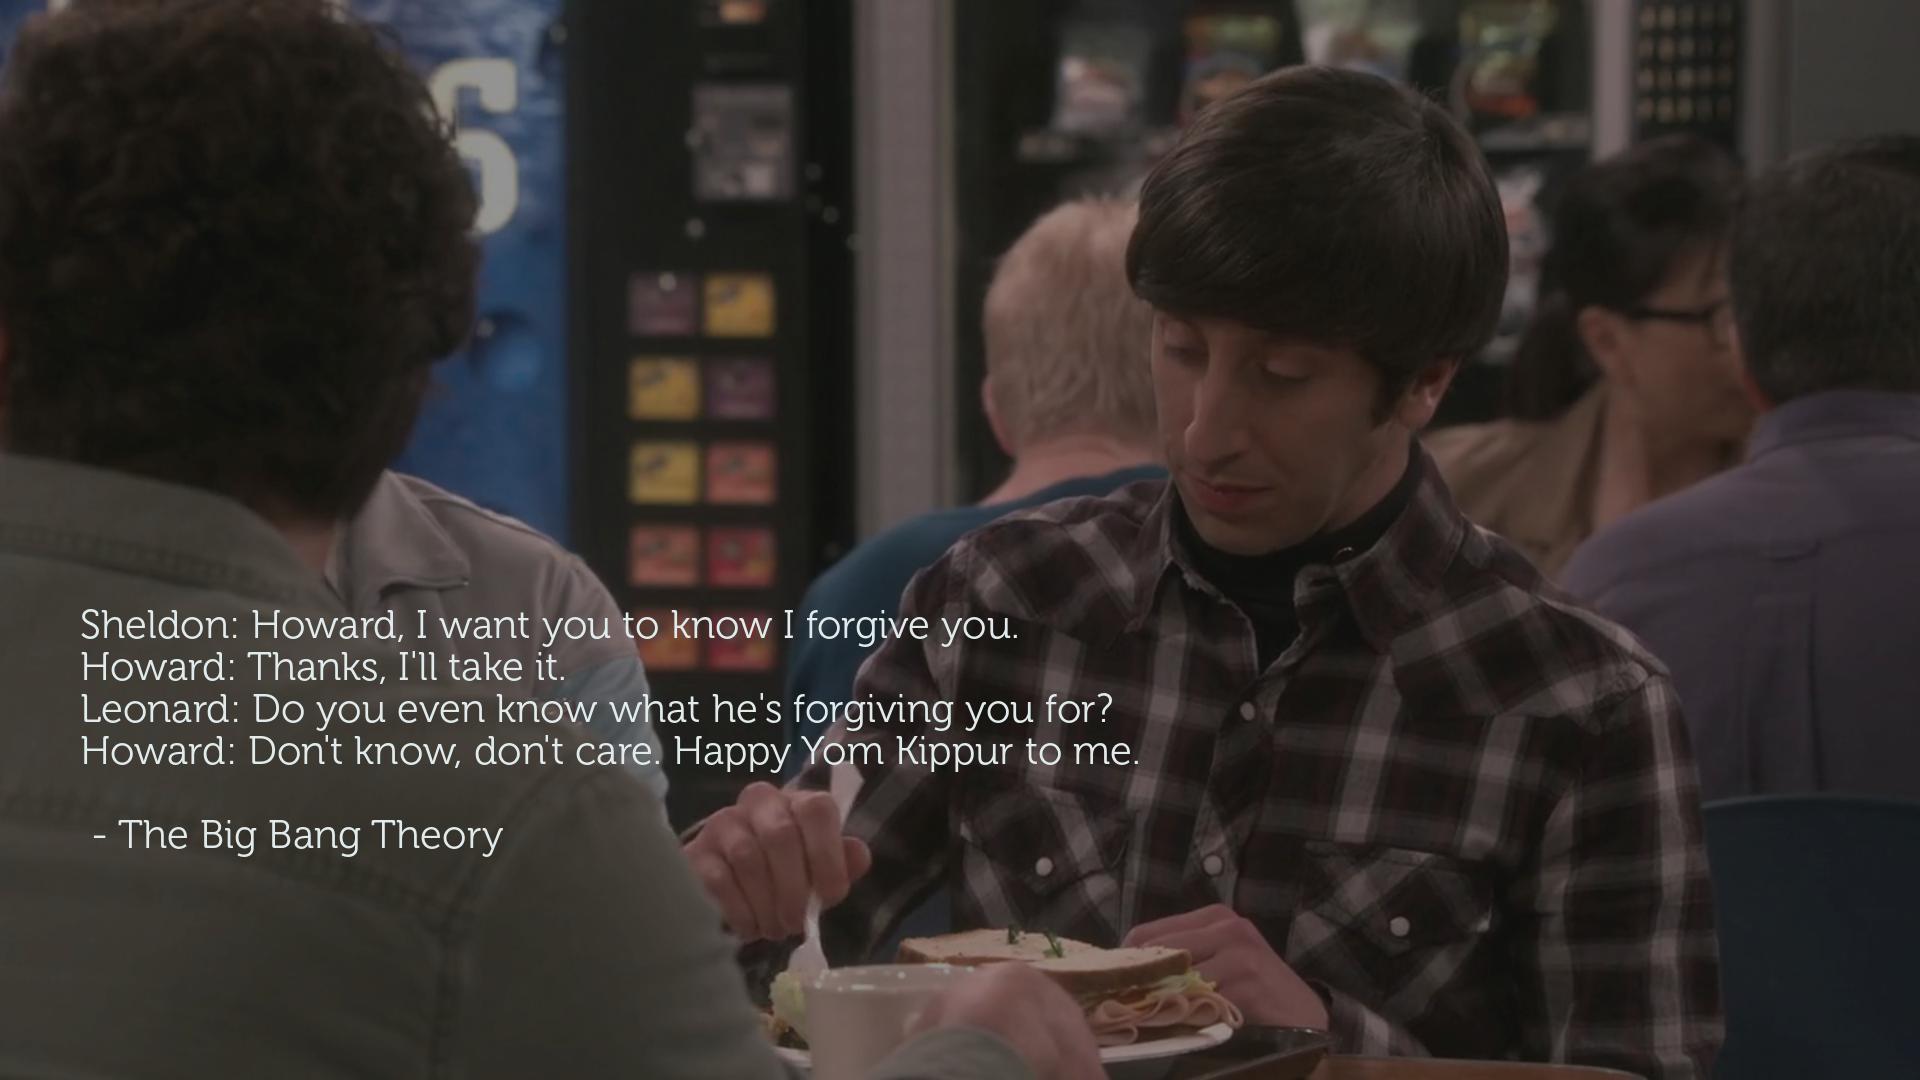 S
Sheldon: Howard, I want you to know I forgive you.
Howard: Thanks, I'll take it.
Leonard: Do you even know what he's forgiving you for?
Howard: Don't know, don't care. Happy Yom Kippur to me.
- The Big Bang Theory